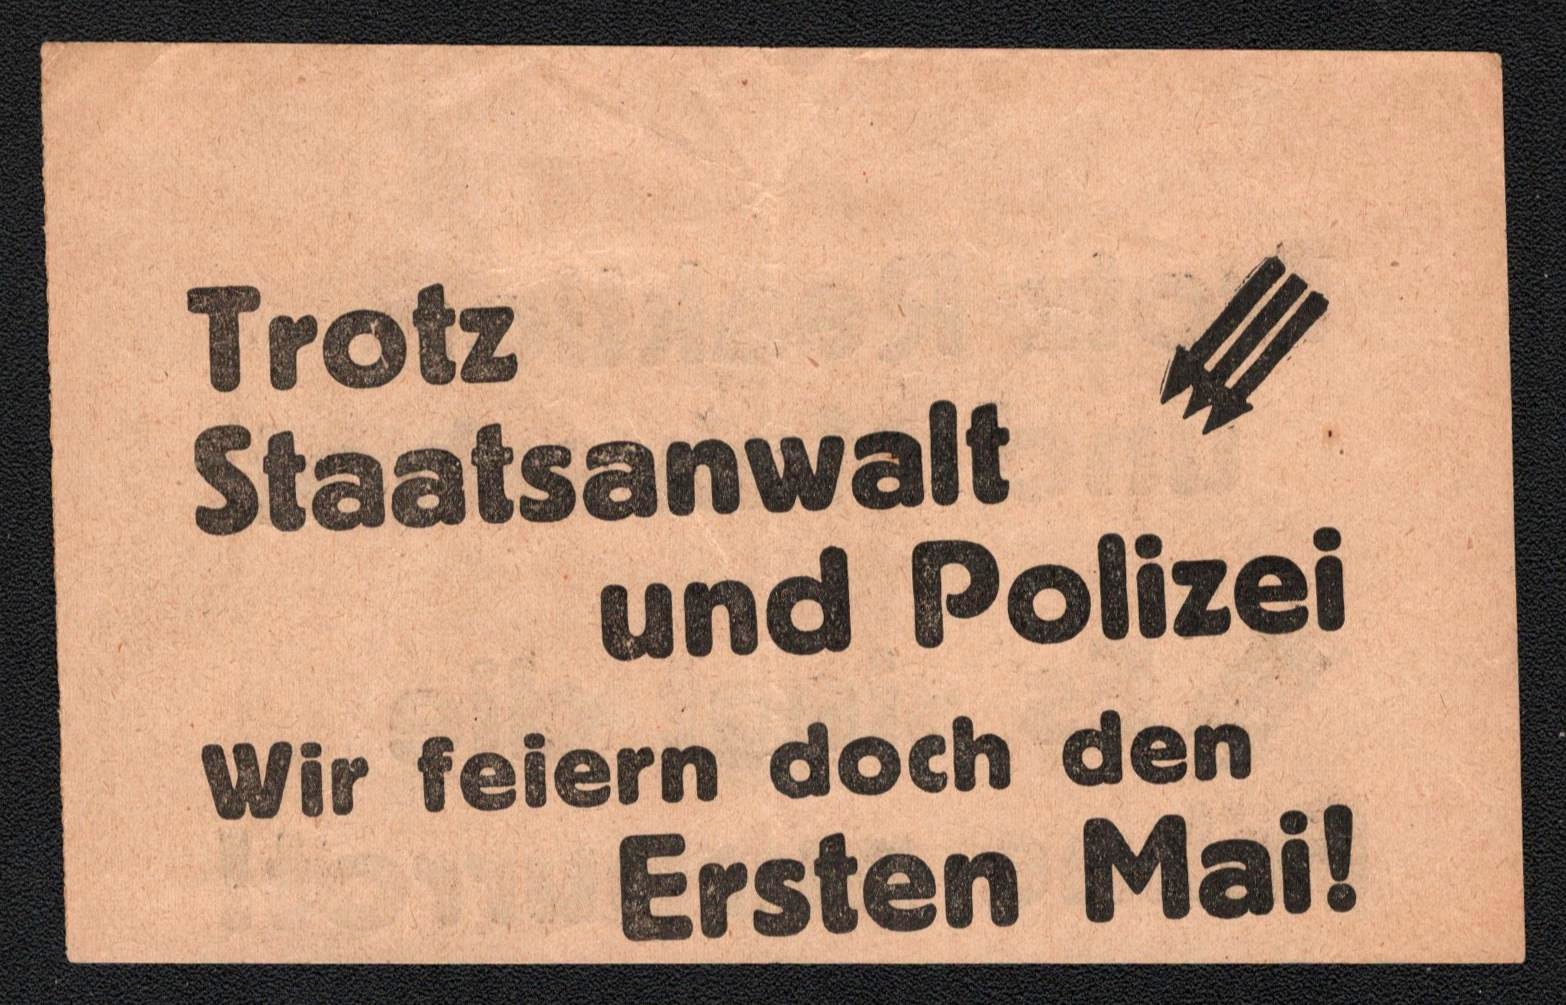 Trotz
Staatsanwalt
und Polizei
Wir feiern doch den
Ersten Mai!